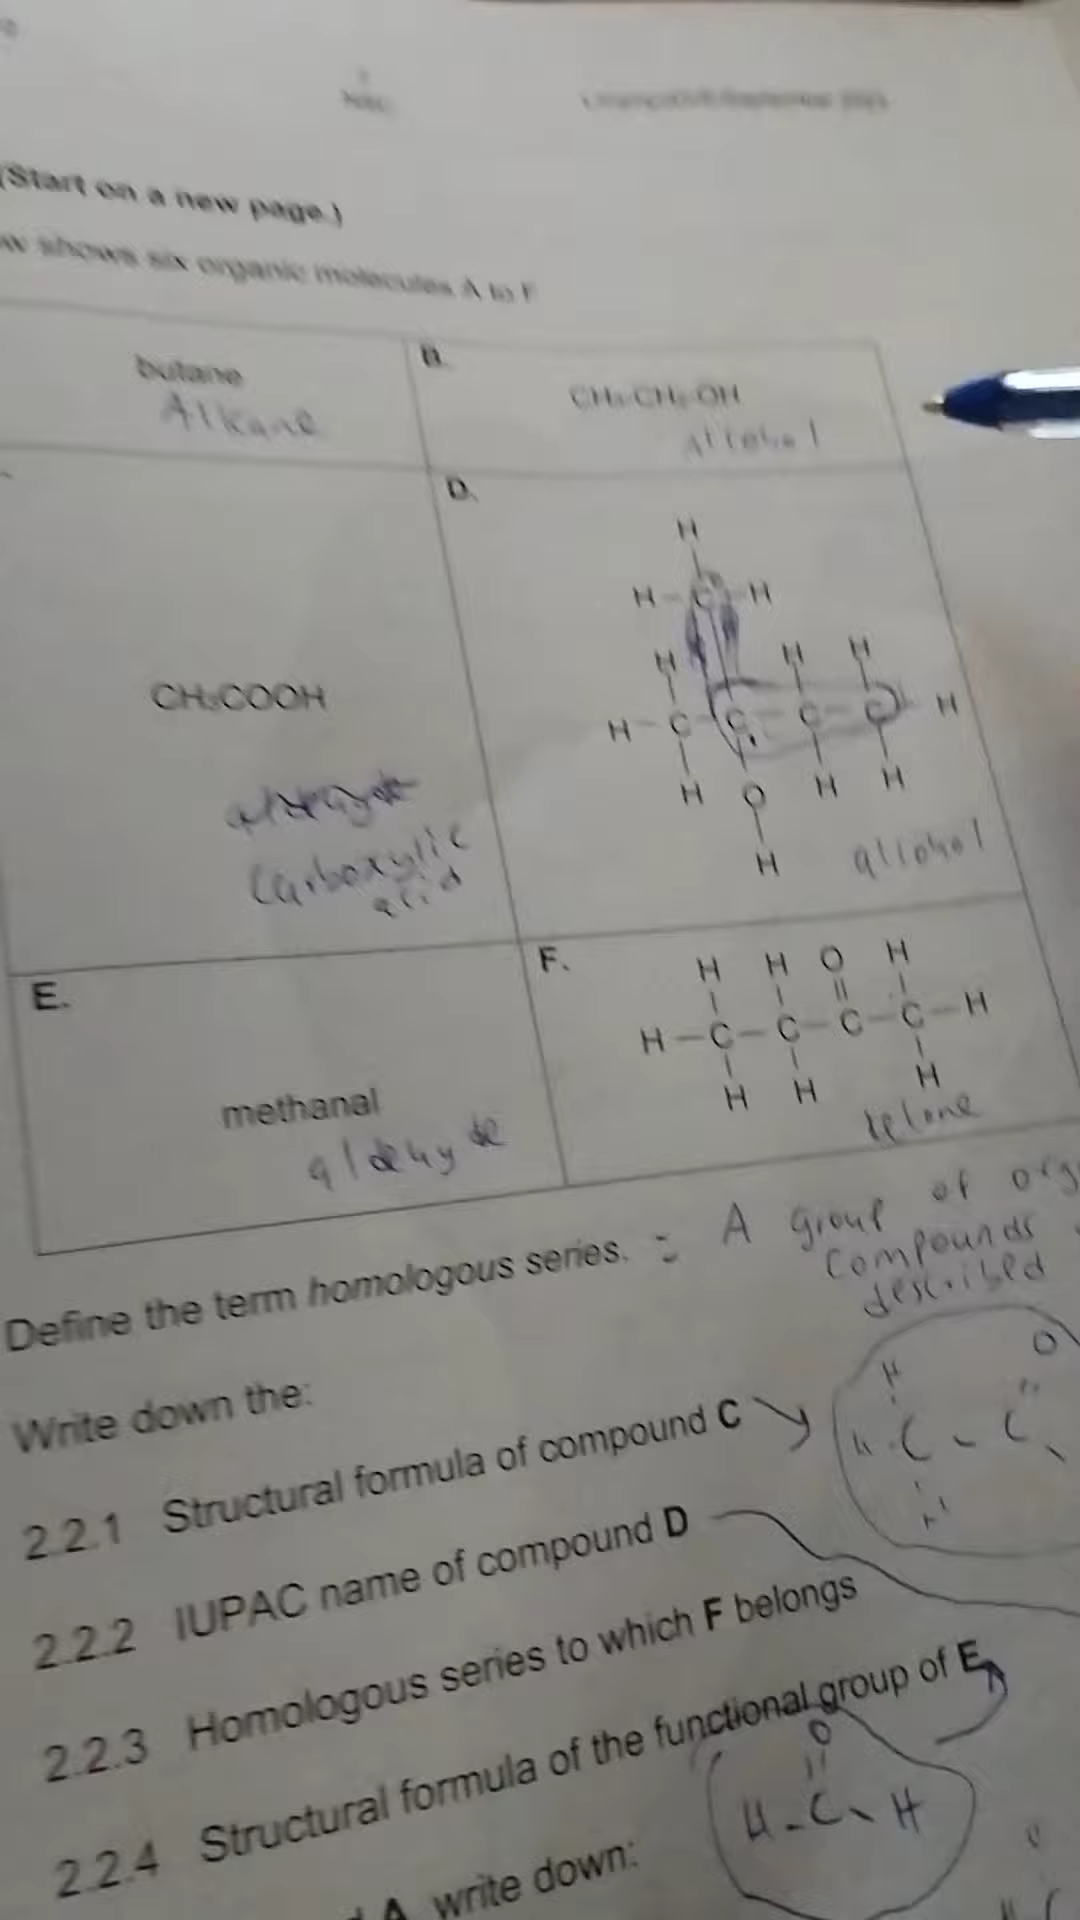 (Start on a new page.)
w shows six organic molecules A to F
butane
Alkane
B.
CH₃CH₂OH
alcohol
D.
H
H-C-H
H H H
H-C-C-C-C-H
H O H H
H
alcohol
CH₃COOH
Carboxylic
acid
E.
methanal
aldehyde
F.
H H O H
H-C-C-C-C-H
H H H
ketone
Define the term homologous series. = A group of
compounds
described
Write down the:
2.2.1 Structural formula of compound C
H O
H-C-C
H
2.2.2 IUPAC name of compound D
2.2.3 Homologous series to which F belongs
2.2.4 Structural formula of the functional group of E
O
H-C-H
A, write down: